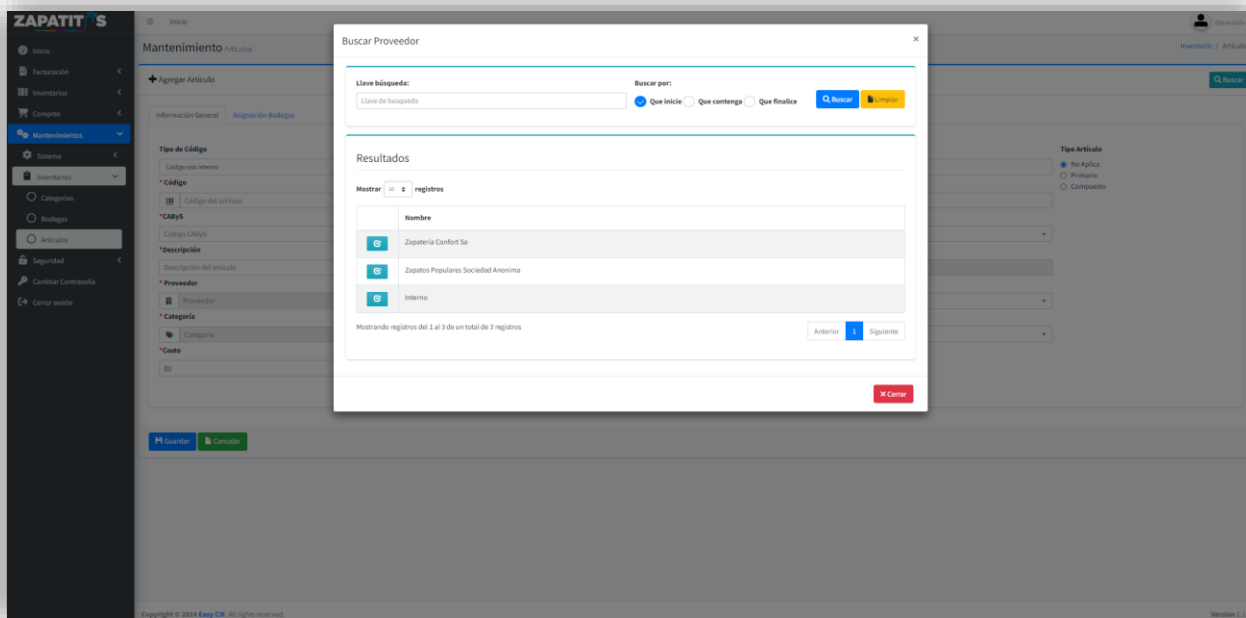 ZAPATIT S
Inicio
dquesada
Inicio
Facturación
Inventarios
Compras
Mantenimientos
Sistema
Inventarios
Categorías
Bodegas
Artículos
Seguridad
Cambiar Contraseña
Cerrar sesión
Mantenimiento Artículos
Inventario / Artículo
Agregar Artículo
Buscar
Información General Asignación Bodegas
Tipo de Código
Código uso interno
* Código
Código del artículo
*CAByS
Código CAByS
*Descripción
Descripción del artículo
* Proveedor
Proveedor
* Categoría
Categoría
*Costo
Tipo Artículo
No Aplica
Primario
Compuesto
Guardar Cancelar
Buscar Proveedor ×
Llave búsqueda:
Llave de busqueda
Buscar por:
Que inicie Que contenga Que finalice
Buscar Limpiar
Resultados
Mostrar 10 registros
Nombre
Zapateria Confort Sa
Zapatos Populares Sociedad Anonima
Interno
Mostrando registros del 1 al 3 de un total de 3 registros
Anterior 1 Siguiente
Cerrar
Copyright © 2024 Easy CIF. All rights reserved.
Version